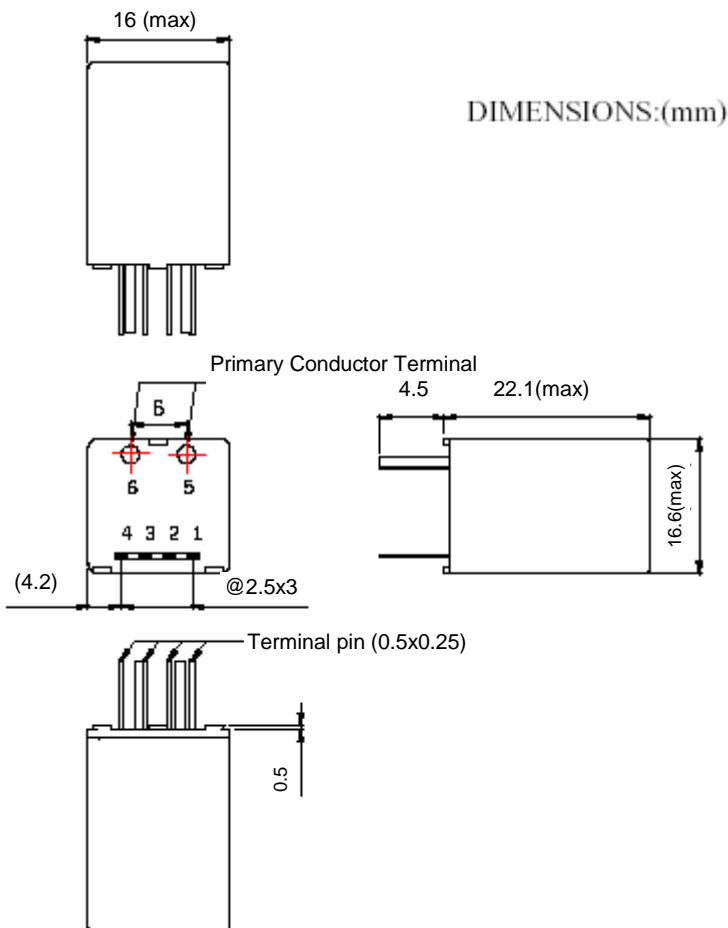 16 (max)
DIMENSIONS:(mm)
Primary Conductor Terminal
6
4.5
22.1(max)
6 5
4 3 2 1
16.6(max)
(4.2)
@2.5x3
Terminal pin (0.5x0.25)
0.5